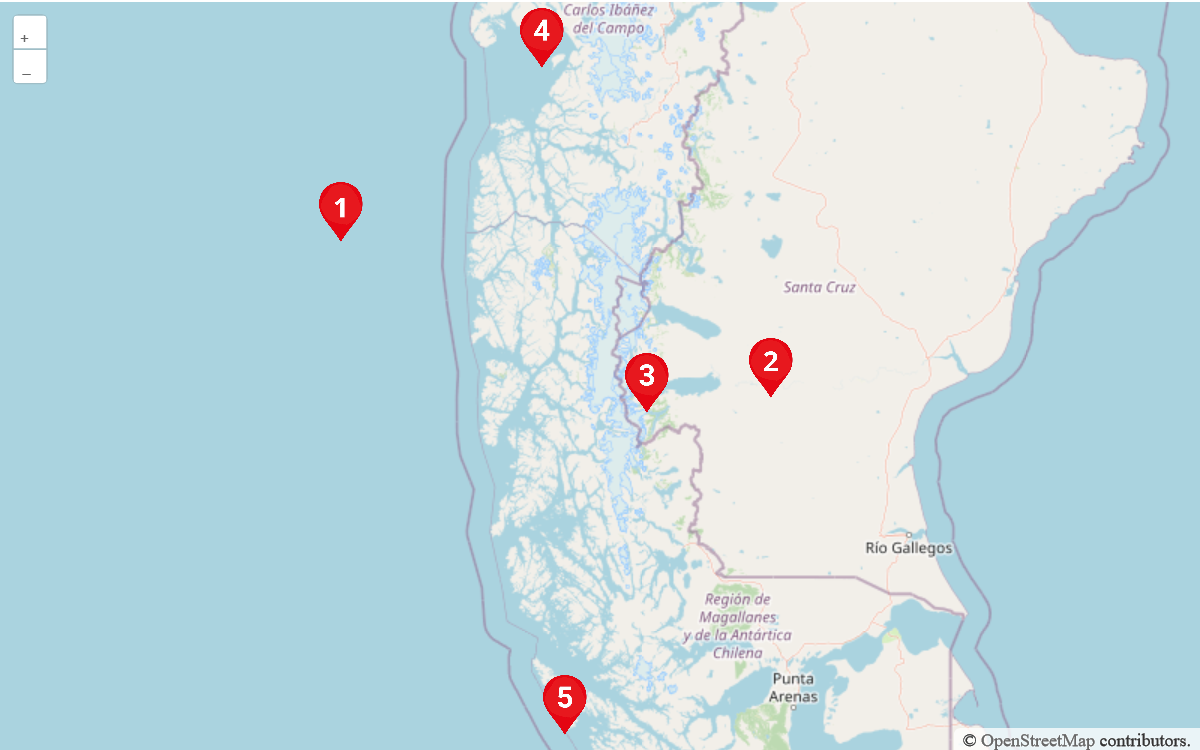 +
–
Carlos Ibáñez
del Campo
4
1
Santa Cruz
2
3
Río Gallegos
Región de
Magallanes
y de la Antártica
Chilena
Punta
Arenas
5
© OpenStreetMap contributors.